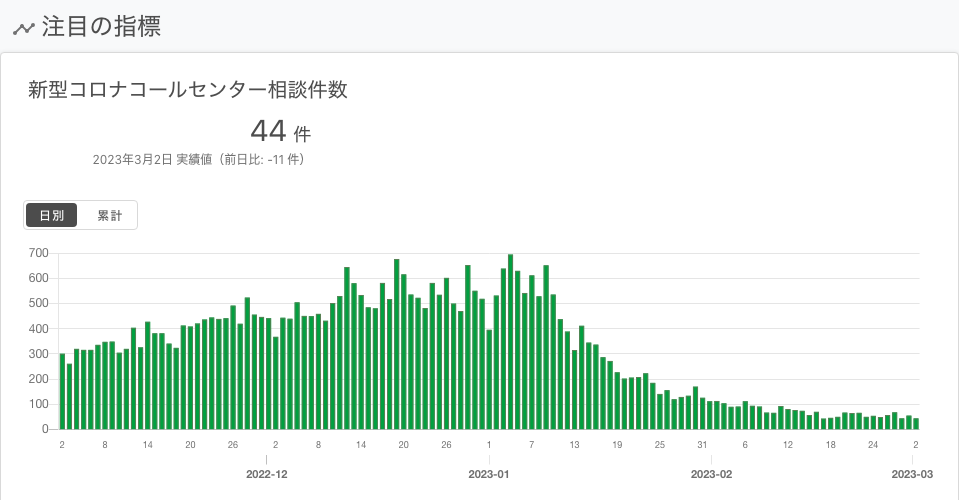 注目の指標
新型コロナコールセンター相談件数
44 件
2023年3月2日 実績値（前日比: -11 件）
日別 累計
700
600
500
400
300
200
100
0
2 8 14 20 26 2 8 14 20 26 1 7 13 19 25 31 6 12 18 24 2
2022-12 2023-01 2023-02 2023-03